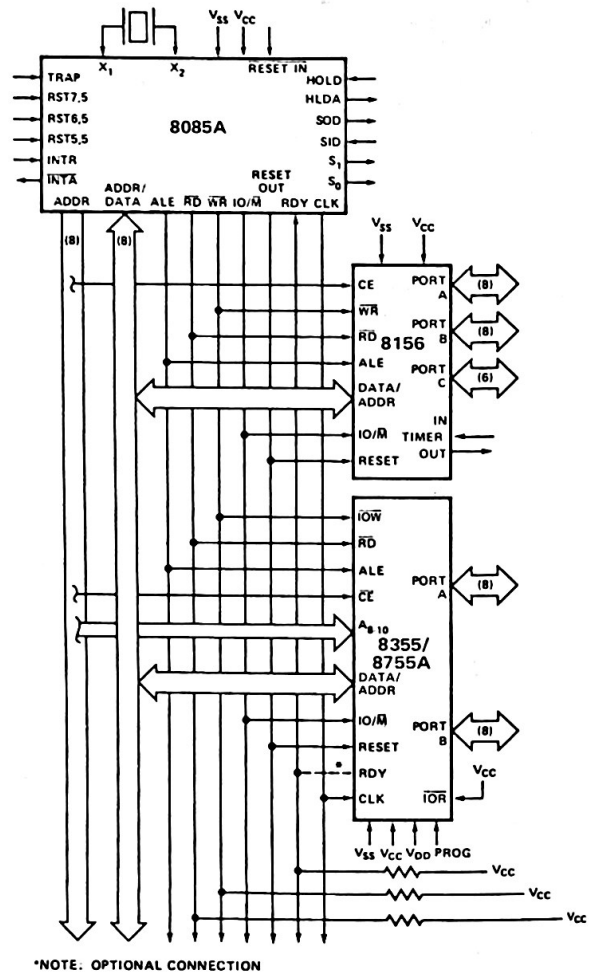 VSS VCC
X1 X2 RESET IN
TRAP HOLD
RST7,5 HLDA
RST6,5 8085A SOD
RST5,5 SID
INTR S1
INTA S0
ADDR/ RESET
ADDR DATA ALE RD WR IO/M OUT RDY CLK
(8) (8)
VSS VCC
CE PORT A (8)
WR
RD PORT B (8)
8156
ALE
DATA/ADDR PORT C (6)
IN
IO/M TIMER
RESET OUT
IOW
RD
ALE PORT A (8)
CE
A8-10
8355/
8755A
DATA/
ADDR
IO/M PORT B (8)
RESET
* RDY VCC
CLK IOR
VSS VCC VDD PROG
VCC
VCC
VCC
*NOTE: OPTIONAL CONNECTION